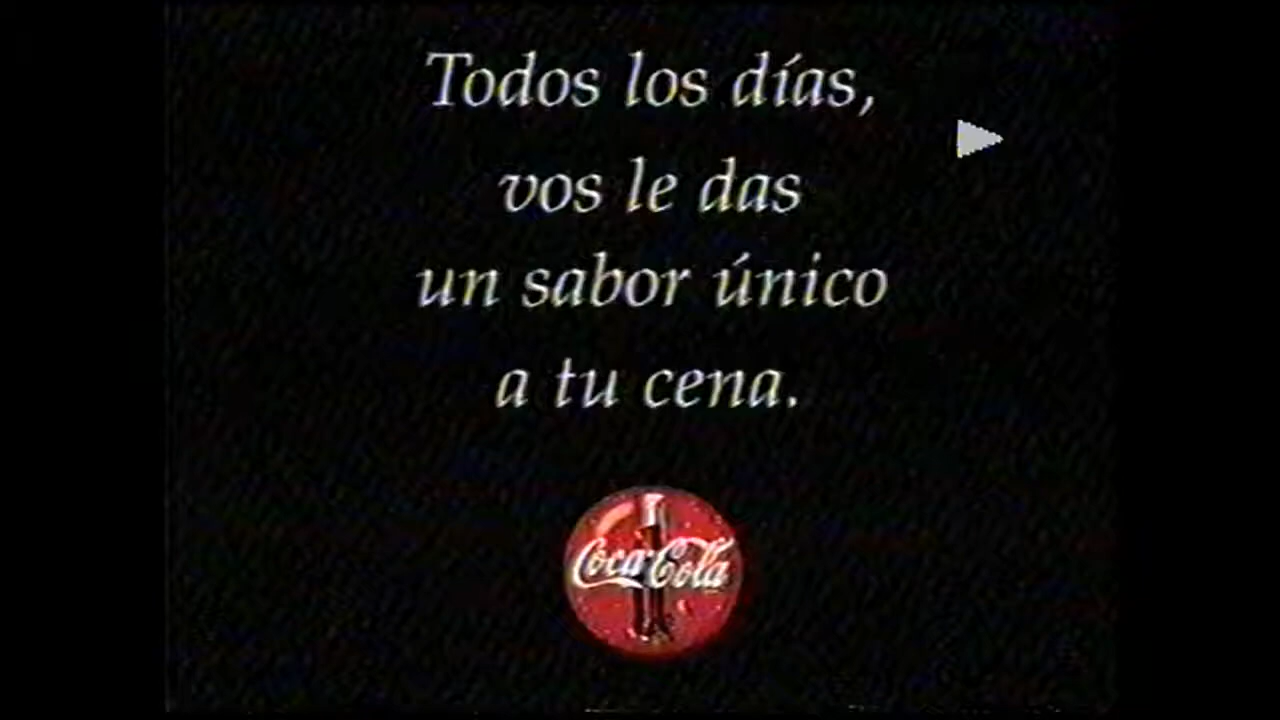 Todos los días,
vos le das
un sabor único
a tu cena.
Coca-Cola